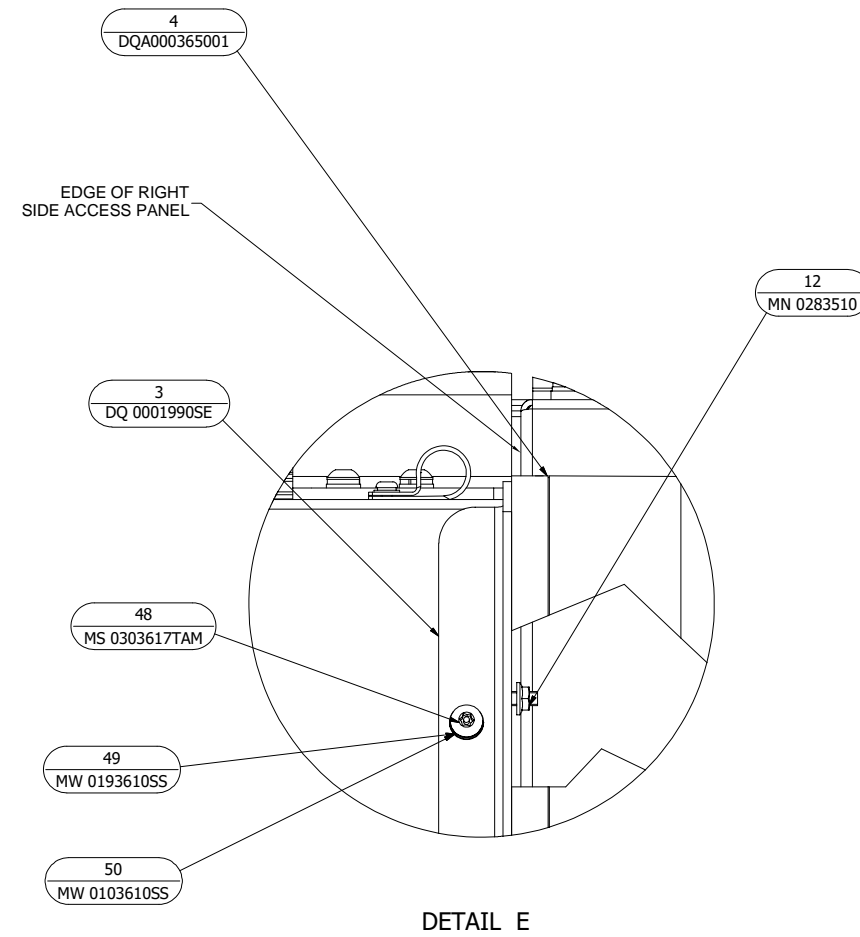 4
DQA000365001
EDGE OF RIGHT
SIDE ACCESS PANEL
12
MN 0283510
3
DQ 0001990SE
48
MS 0303617TAM
49
MW 0193610SS
50
MW 0103610SS
DETAIL E